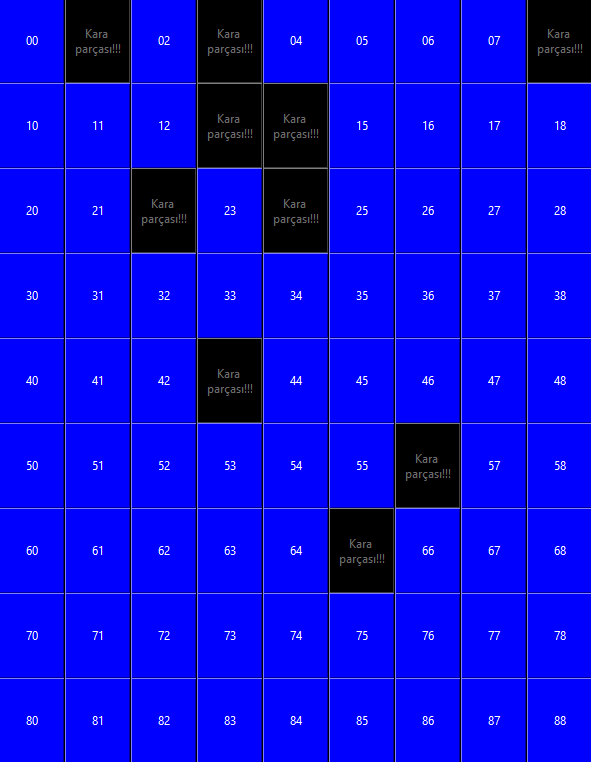 00 Kara parçası!!! 02 Kara parçası!!! 04 05 06 07 Kara parçası!!!
10 11 12 Kara parçası!!! Kara parçası!!! 15 16 17 18
20 21 Kara parçası!!! 23 Kara parçası!!! 25 26 27 28
30 31 32 33 34 35 36 37 38
40 41 42 Kara parçası!!! 44 45 46 47 48
50 51 52 53 54 55 Kara parçası!!! 57 58
60 61 62 63 64 Kara parçası!!! 66 67 68
70 71 72 73 74 75 76 77 78
80 81 82 83 84 85 86 87 88